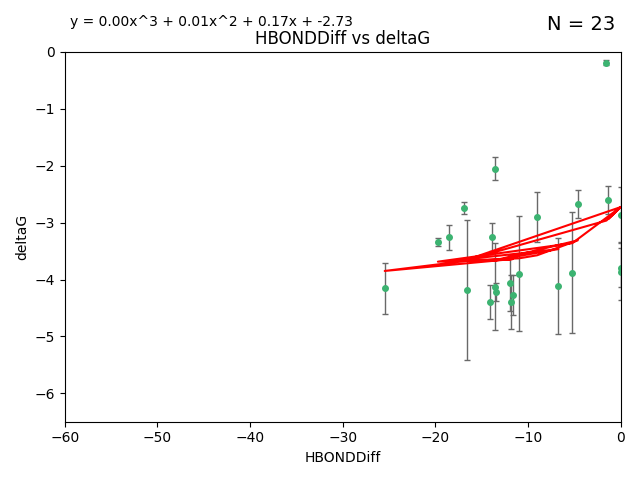 y = 0.00x^3 + 0.01x^2 + 0.17x + -2.73
N = 23
HBONDDiff vs deltaG
0
−1
−2
−3
−4
−5
−6
deltaG
−60 −50 −40 −30 −20 −10 0
HBONDDiff